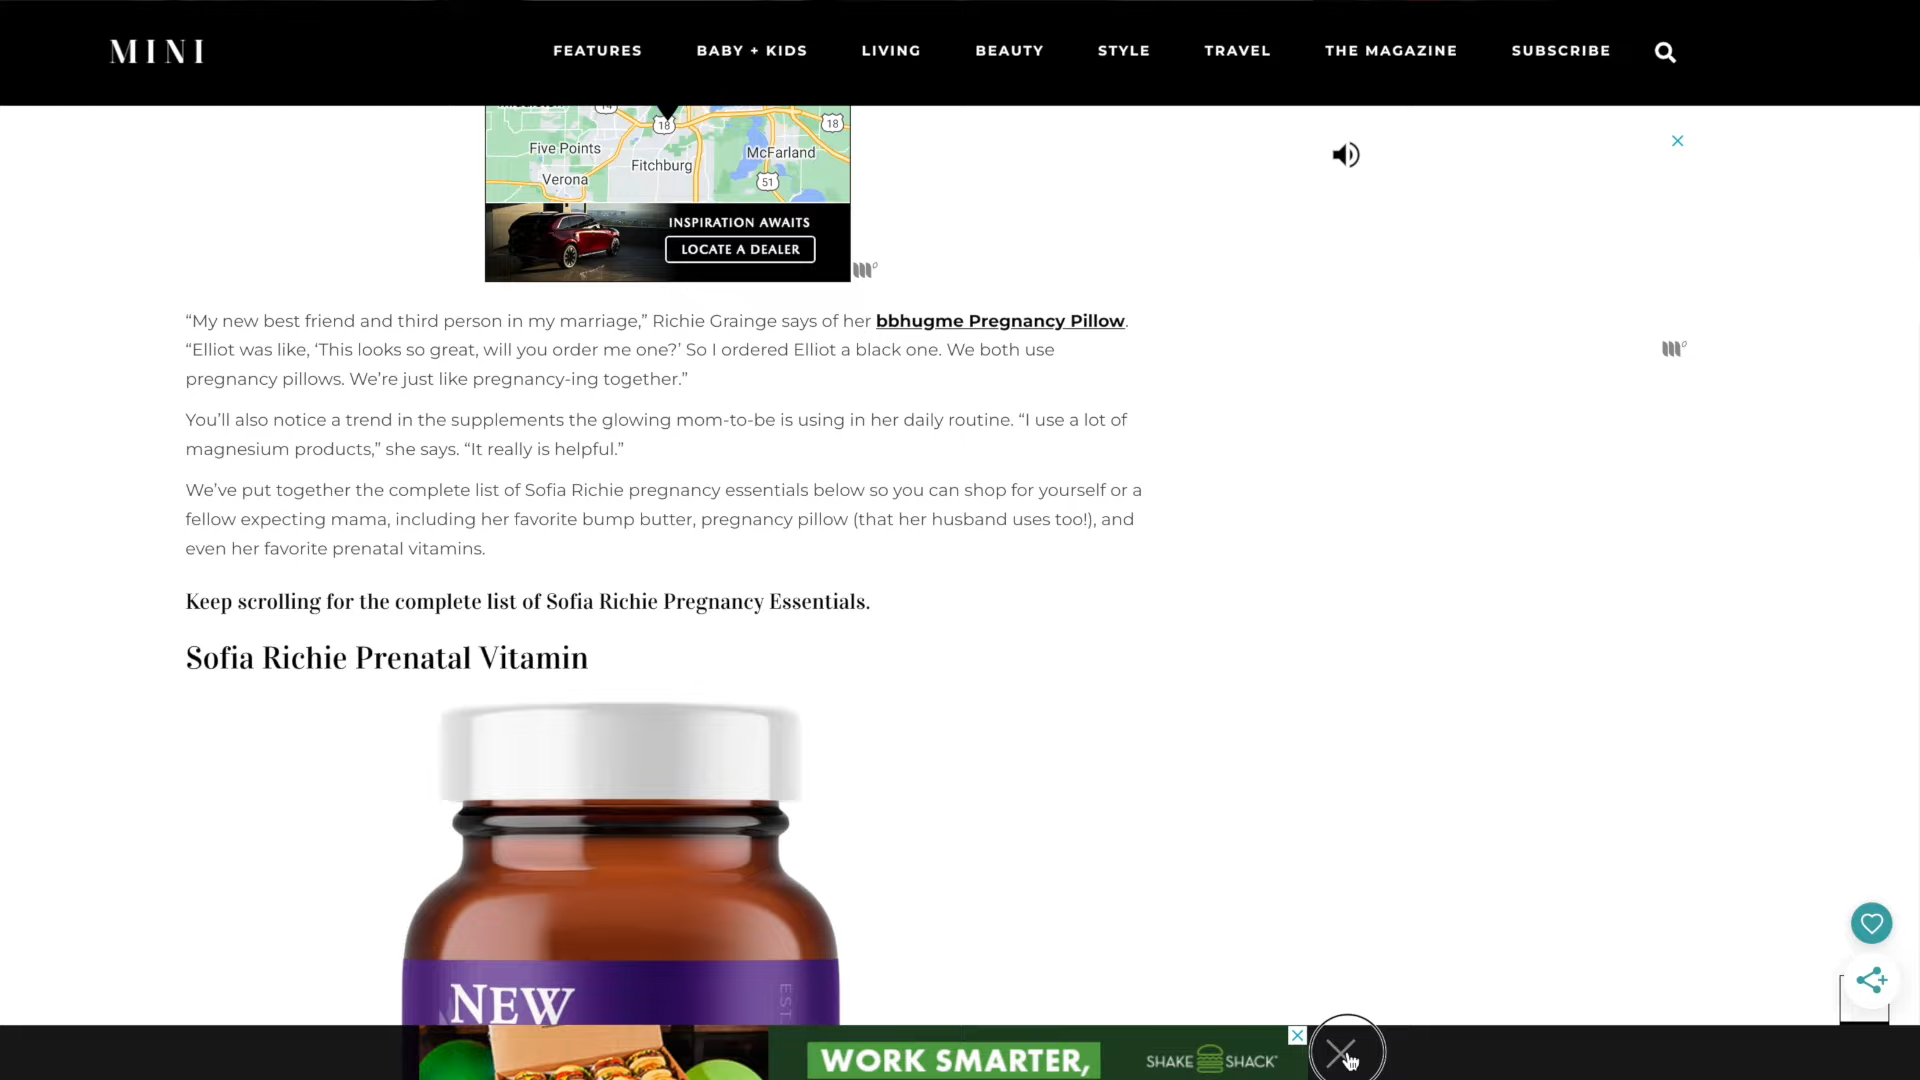 MINI
FEATURES
BABY + KIDS
LIVING
BEAUTY
STYLE
TRAVEL
THE MAGAZINE
SUBSCRIBE
18
18
Five Points
McFarland
Fitchburg
Verona
51
INSPIRATION AWAITS
LOCATE A DEALER
“My new best friend and third person in my marriage,” Richie Grainge says of her bbhugme Pregnancy Pillow.
“Elliot was like, ‘This looks so great, will you order me one?’ So I ordered Elliot a black one. We both use
pregnancy pillows. We’re just like pregnancy-ing together.”
You’ll also notice a trend in the supplements the glowing mom-to-be is using in her daily routine. “I use a lot of
magnesium products,” she says. “It really is helpful.”
We’ve put together the complete list of Sofia Richie pregnancy essentials below so you can shop for yourself or a
fellow expecting mama, including her favorite bump butter, pregnancy pillow (that her husband uses too!), and
even her favorite prenatal vitamins.
Keep scrolling for the complete list of Sofia Richie Pregnancy Essentials.
Sofia Richie Prenatal Vitamin
NEW
EST.
WORK SMARTER,
SHAKE SHACK